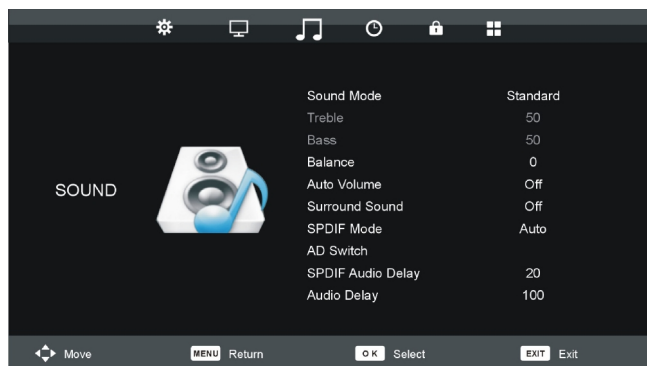 Sound Mode Standard
Treble 50
Bass 50
Balance 0
SOUND
Auto Volume Off
Surround Sound Off
SPDIF Mode Auto
AD Switch
SPDIF Audio Delay 20
Audio Delay 100
Move MENU Return OK Select EXIT Exit